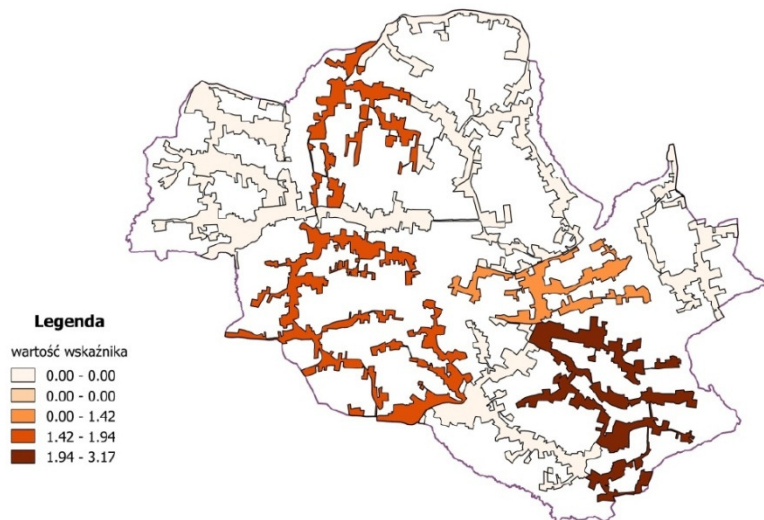 Legenda
wartość wskaźnika
0.00 - 0.00
0.00 - 0.00
0.00 - 1.42
1.42 - 1.94
1.94 - 3.17